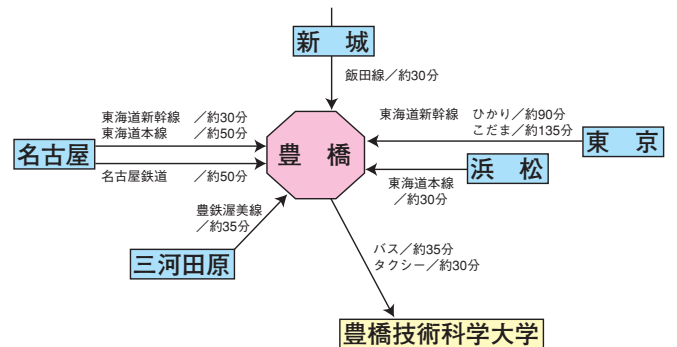 新 城
飯田線／約30分
東海道新幹線 ／約30分
東海道本線 ／約50分
名古屋
名古屋鉄道 ／約50分
豊 橋
東海道新幹線 ひかり／約90分
こだま／約135分
東 京
浜 松
東海道本線
／約30分
豊鉄渥美線
／約35分
三河田原
バス／約35分
タクシー／約30分
豊橋技術科学大学